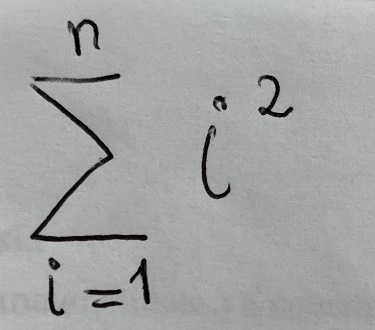 n
∑ i²
i=1